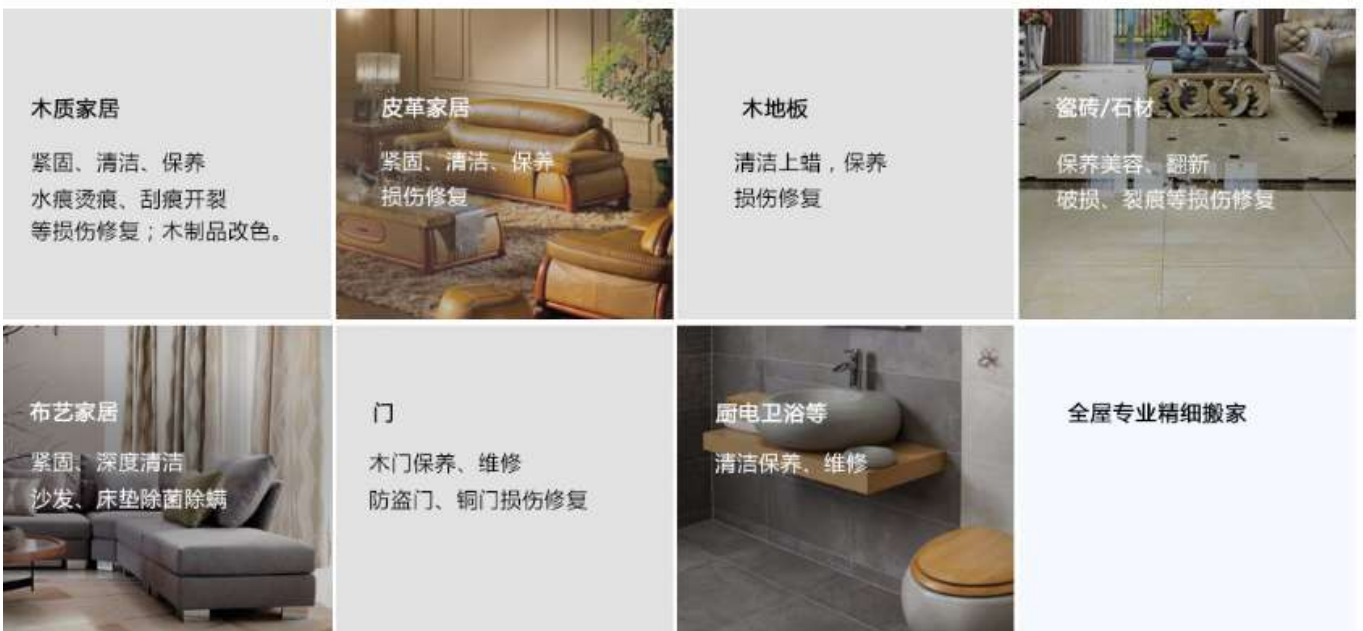 木质家居
紧固、清洁、保养
水痕烫痕、刮痕开裂
等损伤修复；木制品改色。
皮革家居
紧固、清洁、保养
损伤修复
木地板
清洁上蜡，保养
损伤修复
瓷砖/石材
保养美容、翻新
破损、裂痕等损伤修复
布艺家居
紧固、深度清洁
沙发、床垫除菌除螨
门
木门保养、维修
防盗门、铜门损伤修复
厨电卫浴等
清洁保养、维修
全屋专业精细搬家